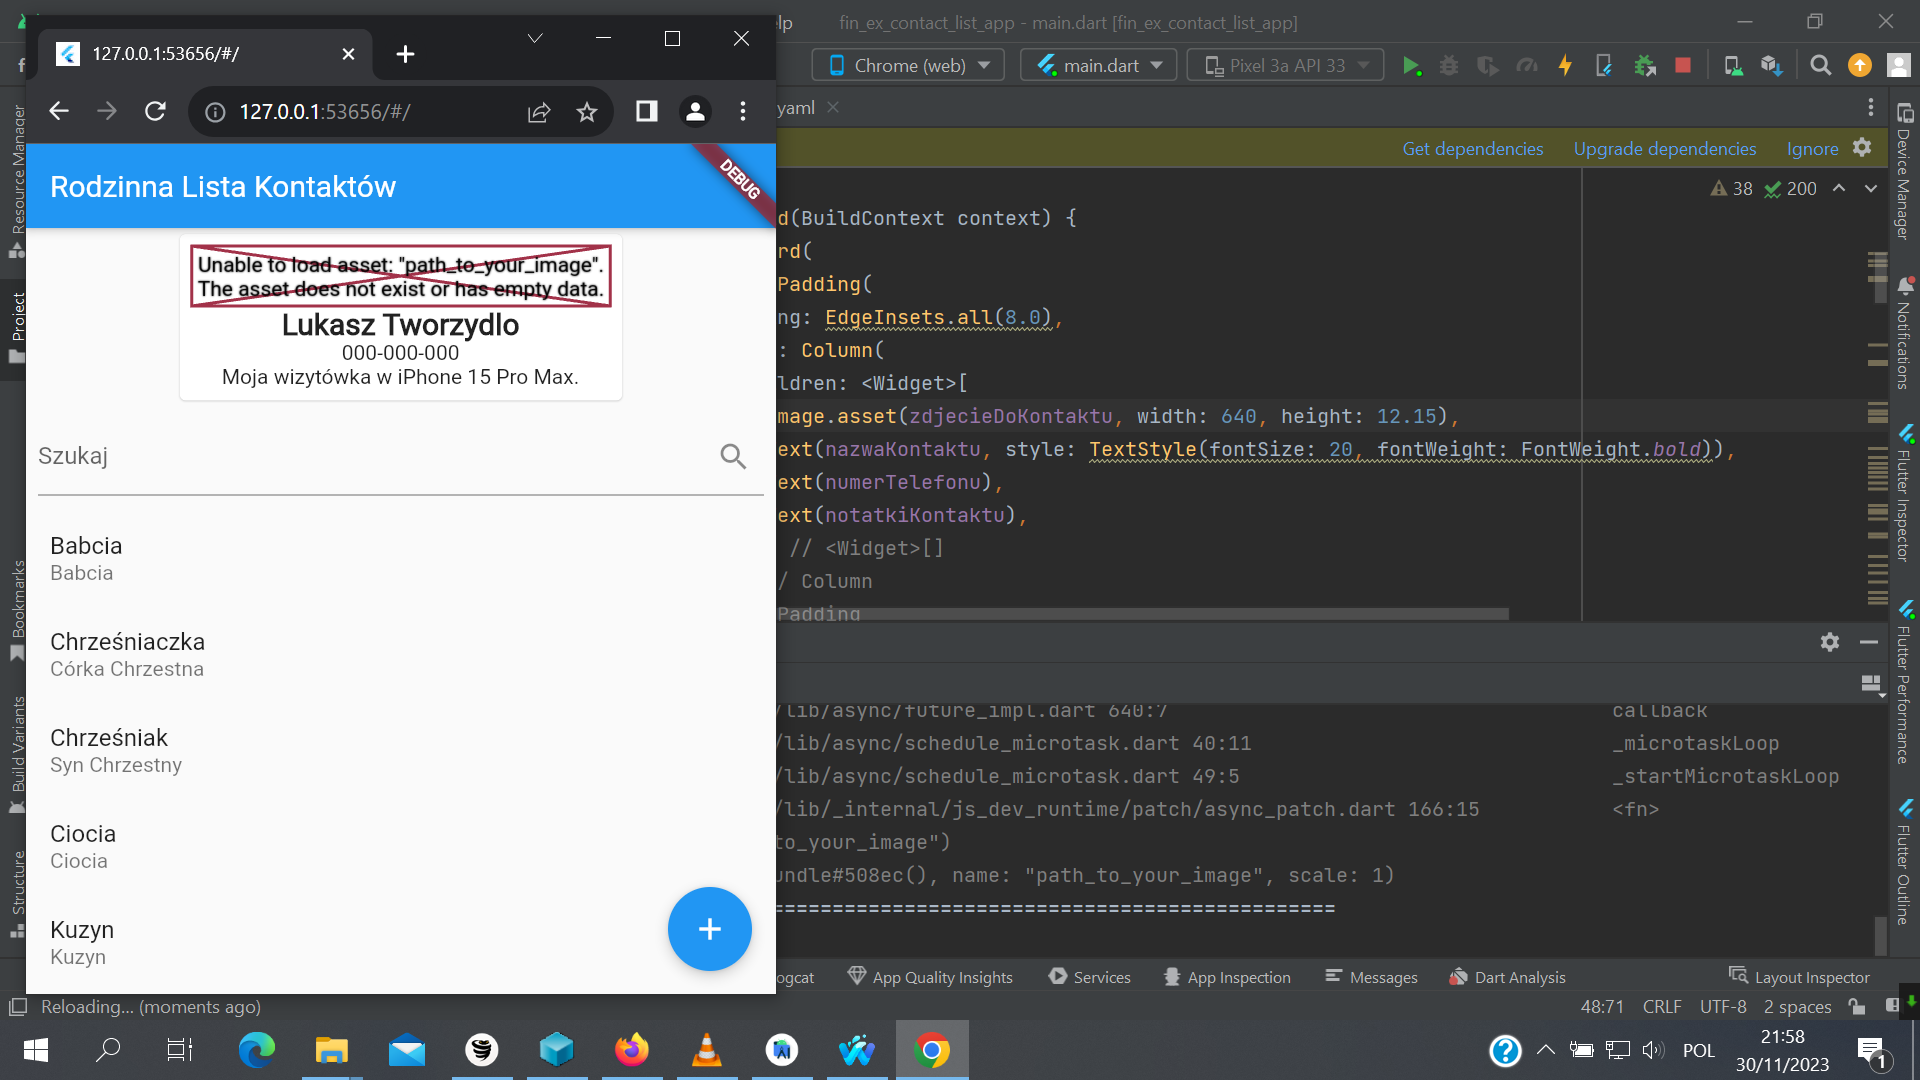 lp
fin_ex_contact_list_app - main.dart [fin_ex_contact_list_app]
127.0.0.1:53656/#/
Chrome (web)
main.dart
Pixel 3a API 33
127.0.0.1:53656/#/
yaml
Get dependencies
Upgrade dependencies
Ignore
Rodzinna Lista Kontaktów
DEBUG
38
200
Unable to load asset: "path_to_your_image".
The asset does not exist or has empty data.
Lukasz Tworzydlo
000-000-000
Moja wizytówka w iPhone 15 Pro Max.
Szukaj
Babcia
Babcia
Chrześniaczka
Córka Chrzestna
Chrześniak
Syn Chrzestny
Ciocia
Ciocia
Kuzyn
Kuzyn
+
d(BuildContext context) {
rd(
Padding(
ng: EdgeInsets.all(8.0),
: Column(
ldren: <Widget>[
mage.asset(zdjecieDoKontaktu, width: 640, height: 12.15),
ext(nazwaKontaktu, style: TextStyle(fontSize: 20, fontWeight: FontWeight.bold)),
ext(numerTelefonu),
ext(notatkiKontaktu),
// <Widget>[]
/ Column
Padding
/lib/async/future_impl.dart 640:7 callback
/lib/async/schedule_microtask.dart 40:11 _microtaskLoop
/lib/async/schedule_microtask.dart 49:5 _startMicrotaskLoop
/lib/_internal/js_dev_runtime/patch/async_patch.dart 166:15 <fn>
to_your_image")
undle#508ec(), name: "path_to_your_image", scale: 1)
===============================================
Resource Manager
Project
Bookmarks
Build Variants
Structure
Device Manager
Notifications
Flutter Inspector
Flutter Performance
Flutter Outline
ogcat
App Quality Insights
Services
App Inspection
Messages
Dart Analysis
Layout Inspector
Reloading... (moments ago)
48:71
CRLF
UTF-8
2 spaces
POL
21:58
30/11/2023
1